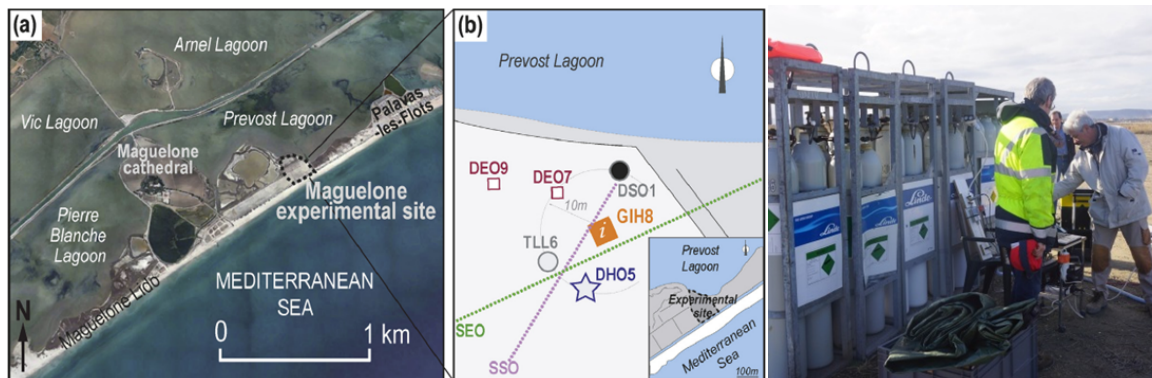 (a)
Arnel Lagoon
Vic Lagoon
Prevost Lagoon
Palavas
-les-Flots
Maguelone
cathedral
Maguelone
experimental site
Pierre
Blanche
Lagoon
Maguelone Lido
MEDITERRANEAN
SEA
N
0 1 km
(b)
Prevost Lagoon
DEO9
DEO7
DSO1
10m
GIH8
i
TLL6
DHO5
SEO
SSO
Prevost
Lagoon
Experimental
site
Mediterranean
Sea
100m
Linde
Linde